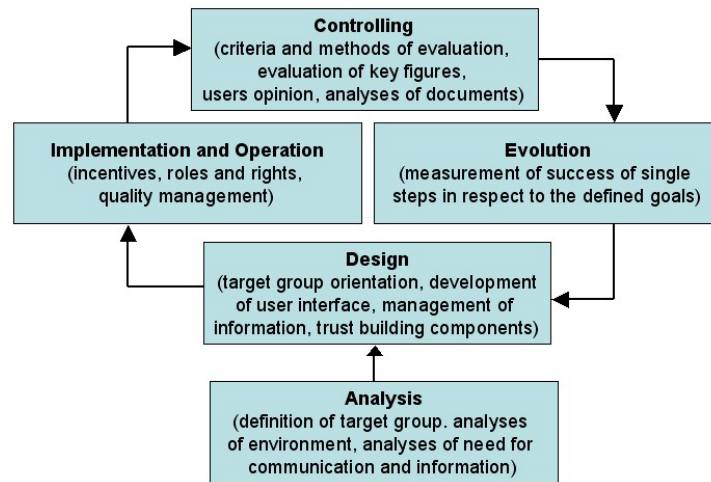 Controlling
(criteria and methods of evaluation,
evaluation of key figures,
users opinion, analyses of documents)
Implementation and Operation
(incentives, roles and rights,
quality management)
Evolution
(measurement of success of single
steps in respect to the defined goals)
Design
(target group orientation, development
of user interface, management of
information, trust building components)
Analysis
(definition of target group. analyses
of environment, analyses of need for
communication and information)